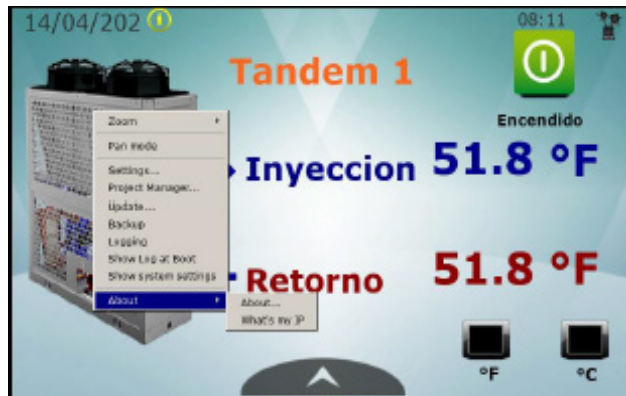 14/04/202
08:11
Tandem 1
Encendido
Zoom
Pan mode
Settings...
Project Manager...
Update...
Backup
Logging
Show Log at Boot
Show system settings
About
About...
What's my IP
Inyeccion 51.8 °F
Retorno 51.8 °F
°F °C